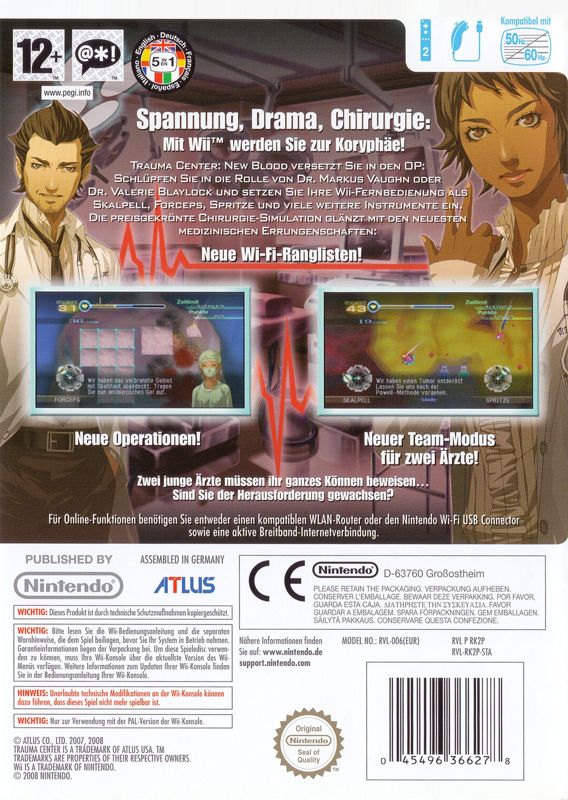 12+
@*!
www.pegi.info
English · Deutsch · Français · Español · Italiano
5 IN 1
2
Kompatibel mit
50Hz
60Hz
Spannung, Drama, Chirurgie:
Mit Wii™ werden Sie zur Koryphäe!
TRAUMA CENTER: NEW BLOOD VERSETZT SIE IN DEN OP:
SCHLÜPFEN SIE IN DIE ROLLE VON DR. MARKUS VAUGHN ODER
DR. VALERIE BLAYLOCK UND SETZEN SIE IHRE WII-FERNBEDIENUNG ALS
SKALPELL, FORCEPS, SPRITZE UND VIELE WEITERE INSTRUMENTE EIN.
DIE PREISGEKRÖNTE CHIRURGIE-SIMULATION GLÄNZT MIT DEN NEUESTEN
MEDIZINISCHEN ERRUNGENSCHAFTEN:
Neue Wi-Fi-Ranglisten!
31
Zeitlimit
Punkte
Wir haben das verbrannte Gebiet
mit Spalthaut abgedeckt. Tragen
Sie nun antibiotisches Gel auf.
FORCEPS
43
Zeitlimit
Punkte
Wir haben einen Tumor entdeckt!
Lassen Sie uns nach der
Powell-Methode vorgehen.
SKALPELL
SPRITZE
Neue Operationen!
Neuer Team-Modus
für zwei Ärzte!
Zwei junge Ärzte müssen ihr ganzes Können beweisen...
Sind Sie der Herausforderung gewachsen?
Für Online-Funktionen benötigen Sie entweder einen kompatiblen WLAN-Router oder den Nintendo Wi-Fi USB Connector
sowie eine aktive Breitband-Internetverbindung.
PUBLISHED BY
Nintendo®
ASSEMBLED IN GERMANY
ATLUS
CE
Nintendo® D-63760 Großostheim
PLEASE RETAIN THE PACKAGING. VERPACKUNG AUFHEBEN.
CONSERVER L'EMBALLAGE. BEWAAR DEZE VERPAKKING. POR FAVOR,
GUARDA ESTA CAJA. ΔΙΑΤΗΡΗΣΤΕ ΤΗΝ ΣΥΣΚΕΥΑΣΙΑ. FAVOR
GUARDAR A EMBALAGEM. SPARA FÖRPACKNINGEN. GEM EMBALLAGEN.
SÄILYTÄ PAKKAUS. CONSERVARE QUESTA CONFEZIONE.
WICHTIG: Dieses Produkt ist durch technische Schutzmaßnahmen kopiergeschützt.
WICHTIG: Bitte lesen Sie die Wii-Bedienungsanleitung und die separaten
Warnhinweise, die dem Spiel beiliegen, bevor Sie Ihr System in Betrieb nehmen.
Garantieinformationen liegen der Verpackung bei. Um diese Spieledisc verwen-
den zu können, muss Ihre Wii-Konsole über die aktuellste Version des Wii-
Menüs verfügen. Weitere Informationen zum Updaten Ihrer Wii-Konsole finden
Sie in der Bedienungsanleitung Ihrer Wii-Konsole.
HINWEIS: Unerlaubte technische Modifikationen an der Wii-Konsole können
dazu führen, dass dieses Spiel nicht mehr spielbar ist.
WICHTIG: Nur zur Verwendung mit der PAL-Version der Wii-Konsole.
© ATLUS CO., LTD. 2007, 2008
TRAUMA CENTER IS A TRADEMARK OF ATLUS USA. TM
TRADEMARKS ARE PROPERTIES OF THEIR RESPECTIVE OWNERS.
Wii IS A TRADEMARK OF NINTENDO.
© 2008 NINTENDO.
Nähere Informationen finden
Sie auf: www.nintendo.de
support.nintendo.com
MODEL NO.: RVL-006(EUR)
RVL P RK2P
RVL-RK2P-STA
Original
Nintendo®
Seal of
Quality
0 45496 36627 8